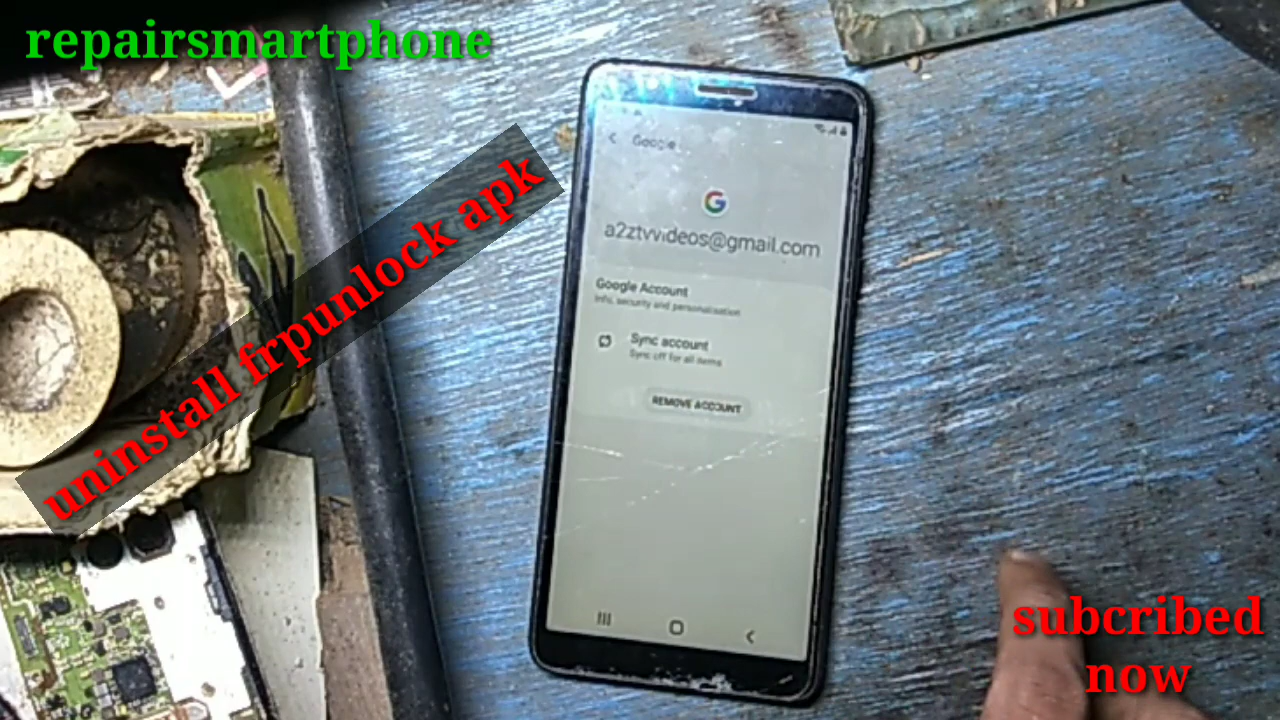 repairsmartphone
uninstall frpunlock apk
Google
G
a2ztvvideos@gmail.com
Google Account
Info, security and personalisation
Sync account
Sync off for all items
REMOVE ACCOUNT
subcribed
now